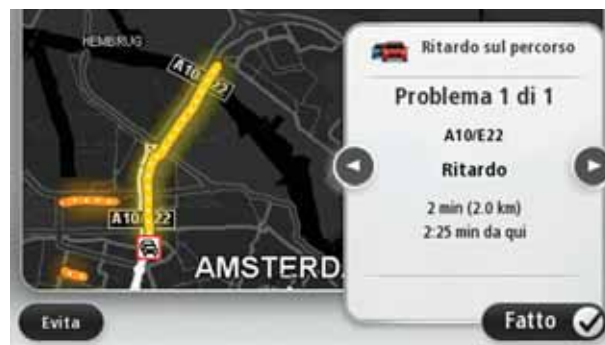 HEMBRUG
A10 22
Ritardo sul percorso
Problema 1 di 1
A10/E22
Ritardo
2 min (2.0 km)
2:25 min da qui
A10 22
AMSTERD
Evita
Fatto